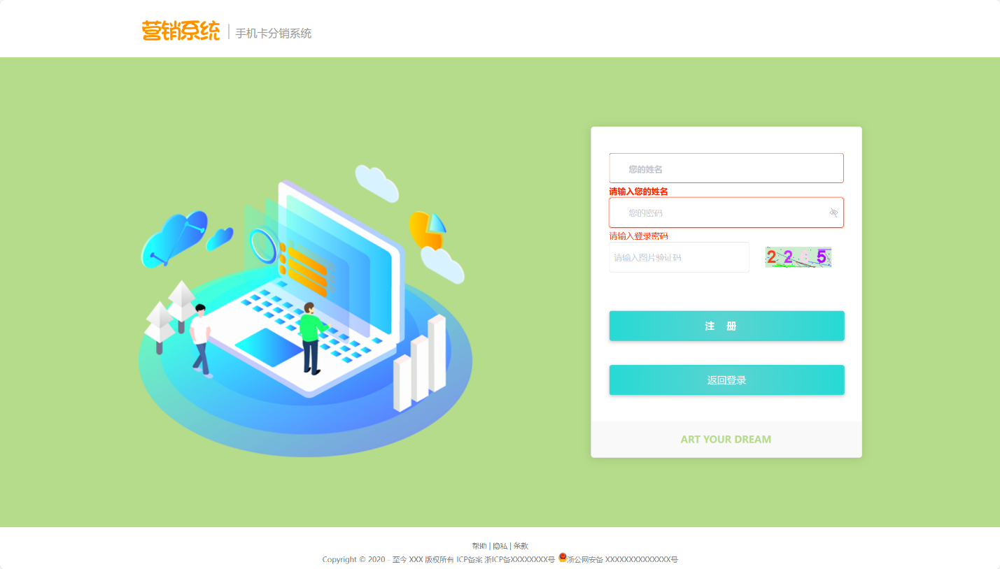 营销系统 | 手机卡分销系统
您的姓名
请输入您的姓名
您的密码
请输入登录密码
请输入图片验证码
注 册
返回登录
ART YOUR DREAM
帮助 | 隐私 | 条款
Copyright © 2020 - 至今 XXX 版权所有 ICP备案 浙ICP备XXXXXXXX号 浙公网安备 XXXXXXXXXXXXXX号